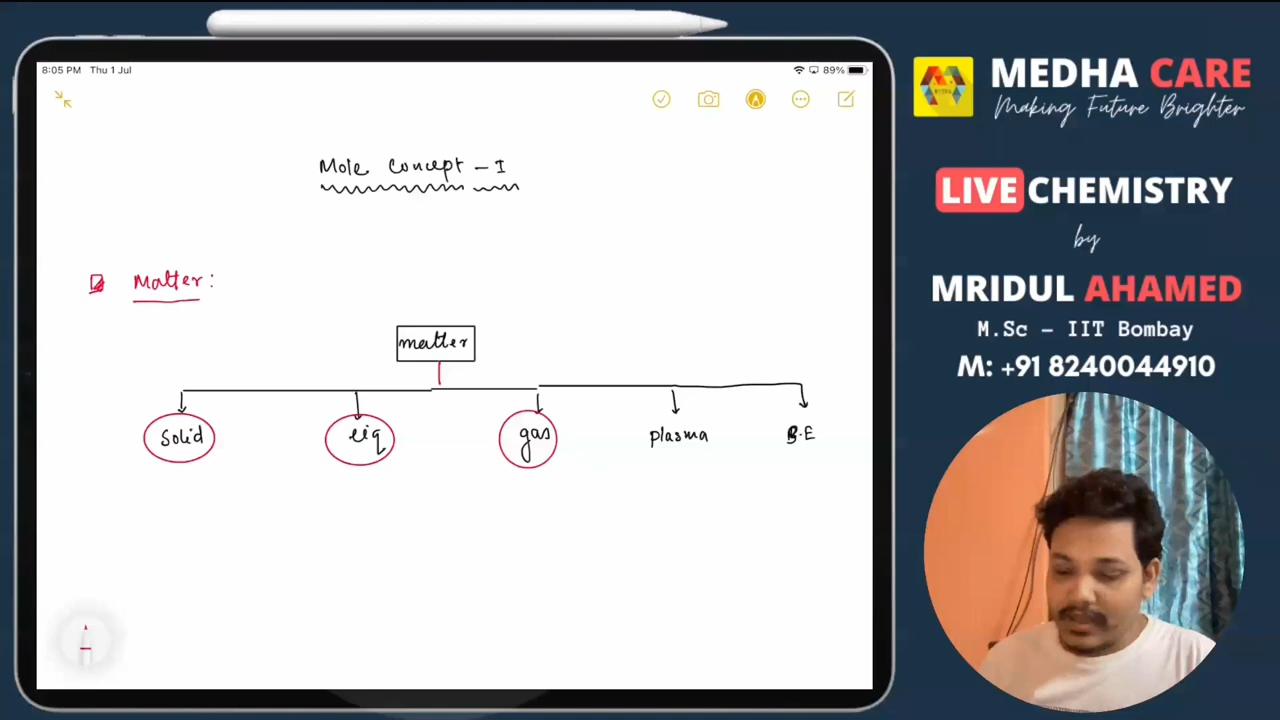 8:05 PM Thu 1 Jul
89%
Mole Concept - I
Matter:
matter
Solid liq gas plasma B.E
MEDHA CARE
Making Future Brighter
LIVE CHEMISTRY
by
MRIDUL AHAMED
M.Sc - IIT Bombay
M: +91 8240044910